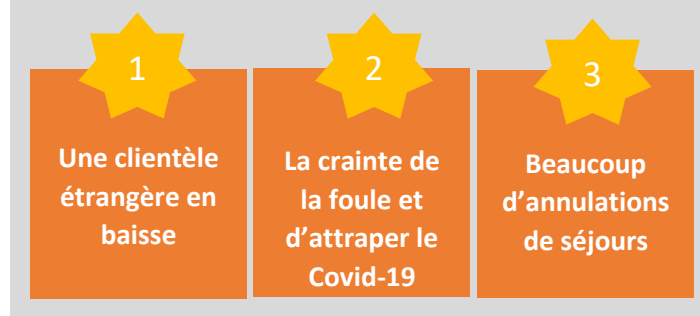 1
Une clientèle
étrangère en
baisse
2
La crainte de
la foule et
d’attraper le
Covid-19
3
Beaucoup
d’annulations
de séjours